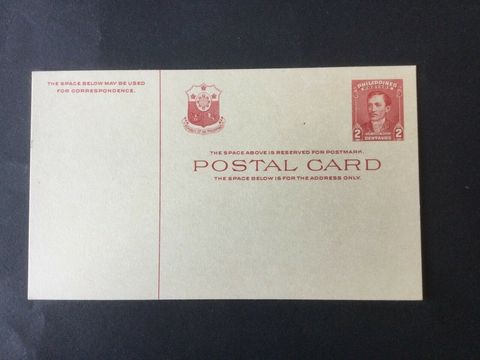 THE SPACE BELOW MAY BE USED
FOR CORRESPONDENCE.
PHILIPPINES
2 CENTAVOS 2
THE SPACE ABOVE IS RESERVED FOR POSTMARK.
POSTAL CARD
THE SPACE BELOW IS FOR THE ADDRESS ONLY.